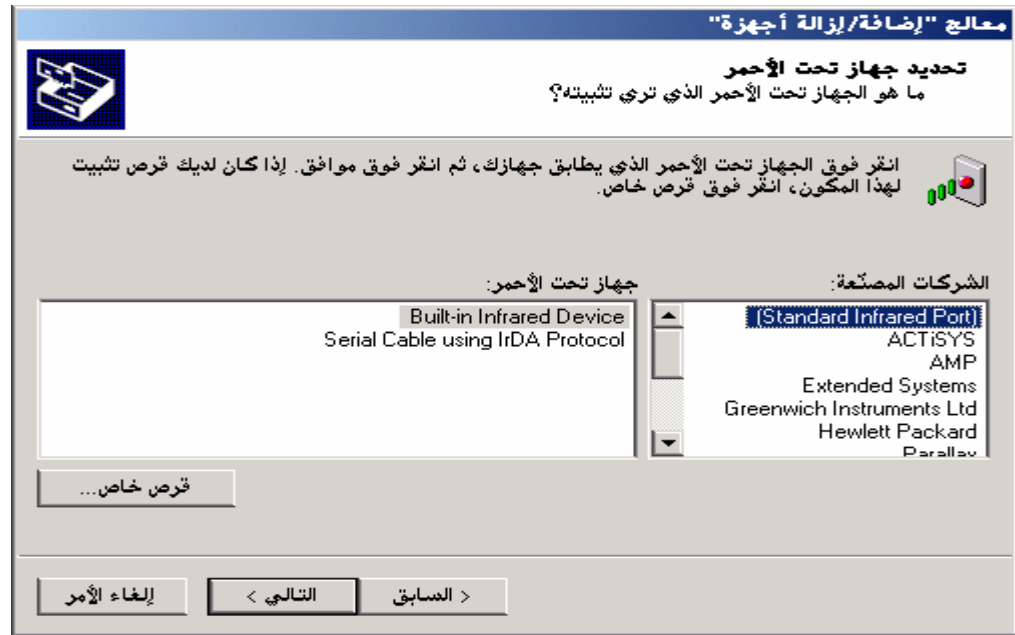 معالج "إضافة/إزالة أجهزة"
تحديد جهاز تحت الأحمر
ما هو الجهاز تحت الأحمر الذي تري تثبيته؟
انقر فوق الجهاز تحت الأحمر الذي يطابق جهازك، ثم انقر فوق موافق. إذا كان لديك قرص تثبيت
لهذا المكون، انقر فوق قرص خاص.
الشركات المصنّعة:
(Standard Infrared Port)
ACTiSYS
AMP
Extended Systems
Greenwich Instruments Ltd
Hewlett Packard
Parallax
جهاز تحت الأحمر:
Built-in Infrared Device
Serial Cable using IrDA Protocol
قرص خاص...
< السابق
التالي >
إلغاء الأمر